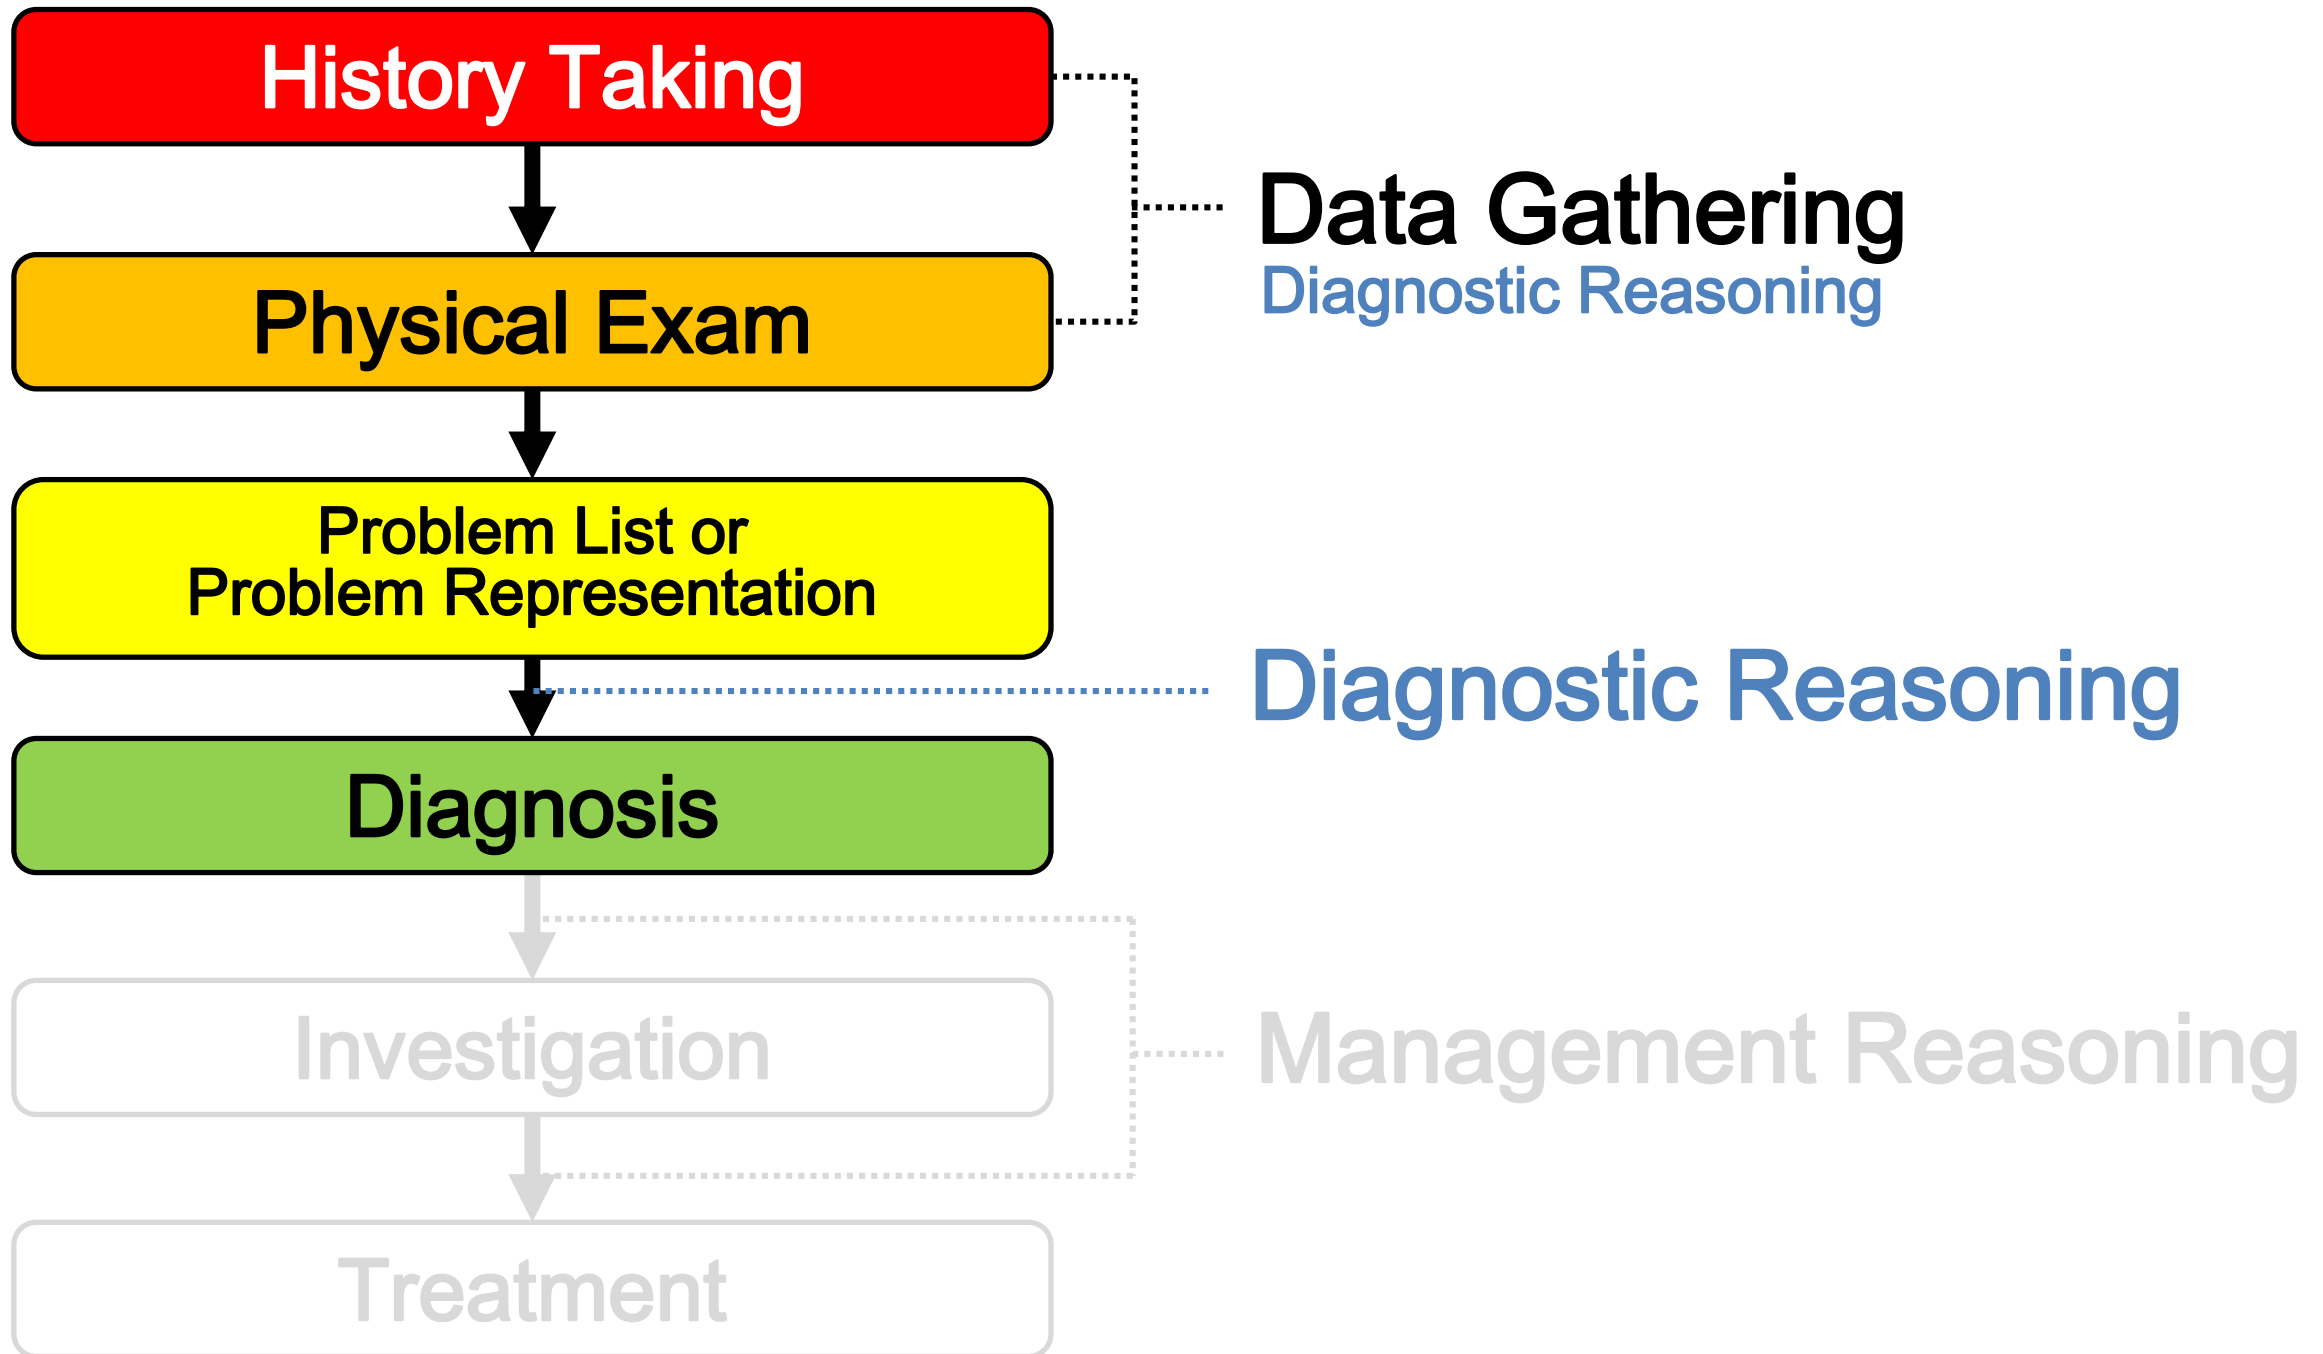 History Taking
Data Gathering
Diagnostic Reasoning
Physical Exam
Problem List or
Problem Representation
Diagnostic Reasoning
Diagnosis
Investigation
Management Reasoning
Treatment